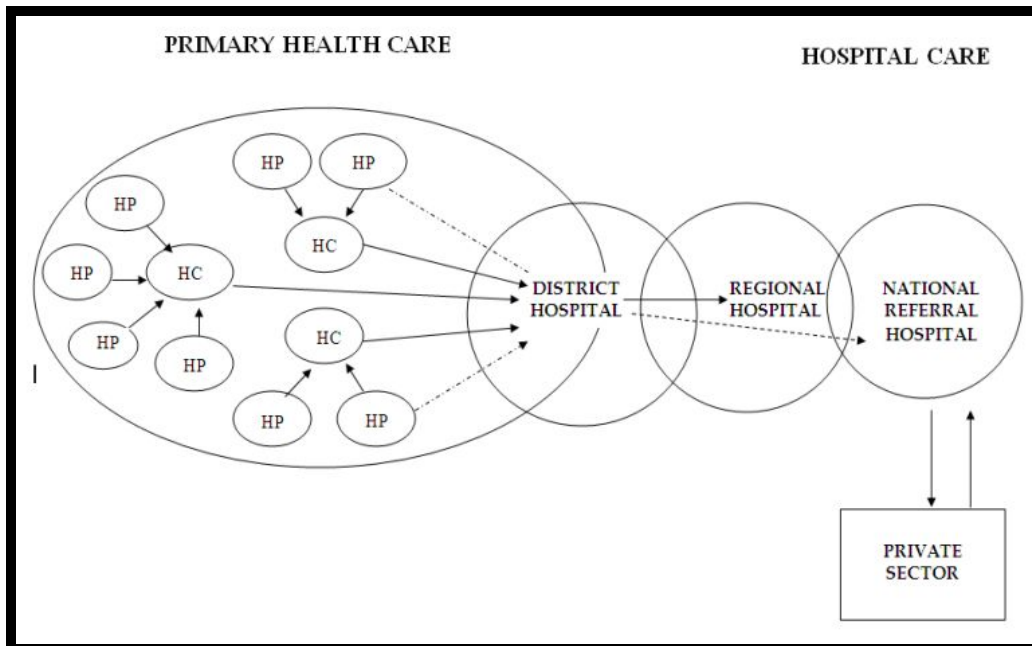 PRIMARY HEALTH CARE
HOSPITAL CARE
HP
HP
HP
HC
HP
HC
HP
HP
HC
HP
HP
DISTRICT
HOSPITAL
REGIONAL
HOSPITAL
NATIONAL
REFERRAL
HOSPITAL
PRIVATE
SECTOR